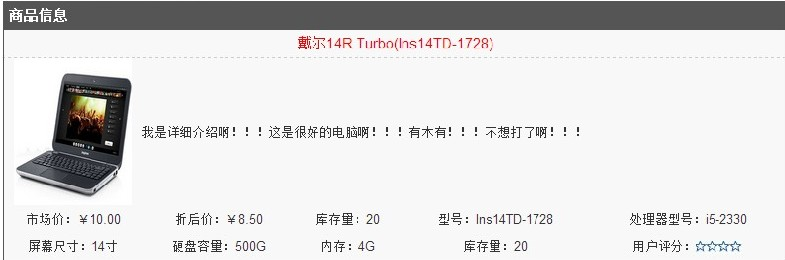 商品信息
戴尔14R Turbo(Ins14TD-1728)
我是详细介绍啊！！！这是很好的电脑啊！！！有木有！！！不想打了啊！！！
市场价：￥10.00 折后价：￥8.50 库存量：20 型号：Ins14TD-1728 处理器型号：i5-2330
屏幕尺寸：14寸 硬盘容量：500G 内存：4G 库存量：20 用户评分：☆☆☆☆